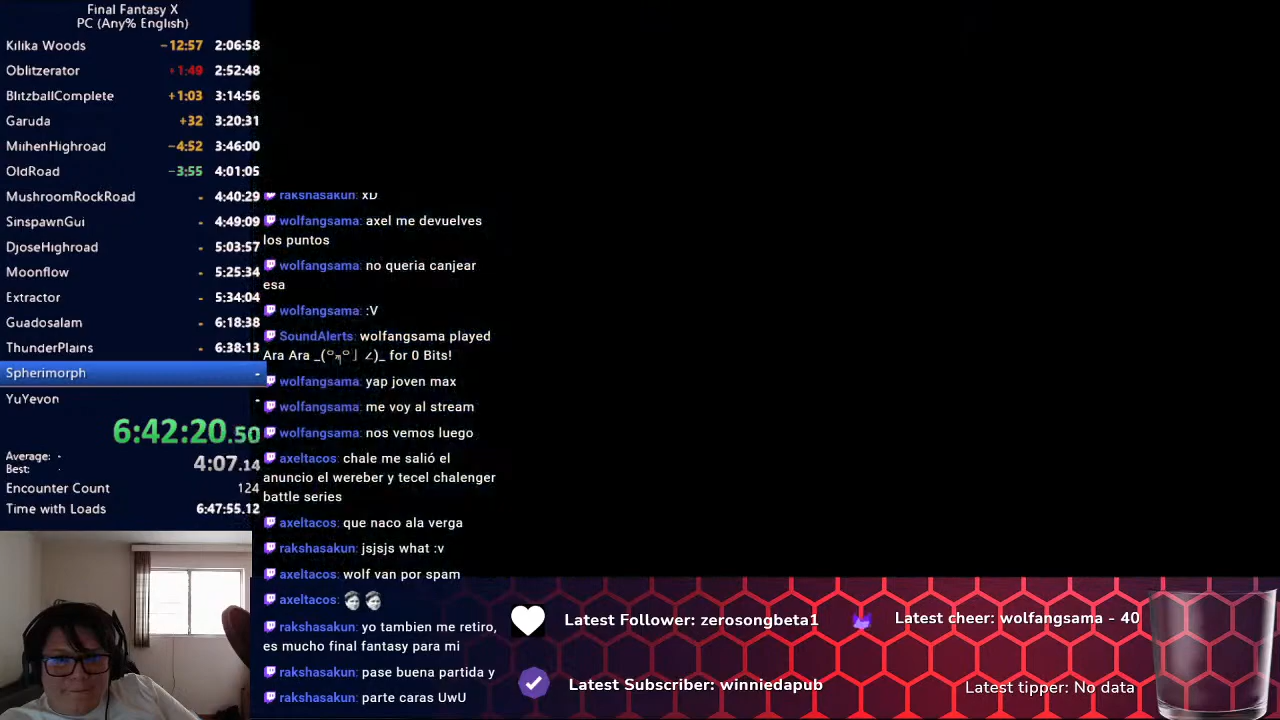 Final Fantasy X
PC (Any% English)
Kilika Woods −12:57 2:06:58
Oblitzerator +1:49 2:52:48
BlitzballComplete +1:03 3:14:56
Garuda +32 3:20:31
MiihenHighroad −4:52 3:46:00
OldRoad −3:55 4:01:05
MushroomRockRoad - 4:40:29
SinspawnGui - 4:49:09
DjoseHighroad - 5:03:57
Moonflow - 5:25:34
Extractor - 5:34:04
Guadosalam - 6:18:38
ThunderPlains - 6:38:13
Spherimorph -
YuYevon -
6:42:20.50
Average: -
Best: -
4:07.14
Encounter Count 124
Time with Loads 6:47:55.12
rakshasakun: xD
wolfangsama: axel me devuelves
los puntos
wolfangsama: no queria canjear
esa
wolfangsama: :V
SoundAlerts: wolfangsama played
for 0 Bits!
Ara Ara
wolfangsama: yap joven max
wolfangsama: me voy al stream
wolfangsama: nos vemos luego
axeltacos: chale me salió el
anuncio el wereber y tecel chalenger
battle series
axeltacos: que naco ala verga
rakshasakun: jsjsjs what :v
axeltacos: wolf van por spam
axeltacos:
rakshasakun: yo tambien me retiro,
es mucho final fantasy para mi
rakshasakun: pase buena partida y
rakshasakun: parte caras UwU
Latest Follower: zerosongbeta1
Latest cheer: wolfangsama - 40
Latest Subscriber: winniedapub
Latest tipper: No data